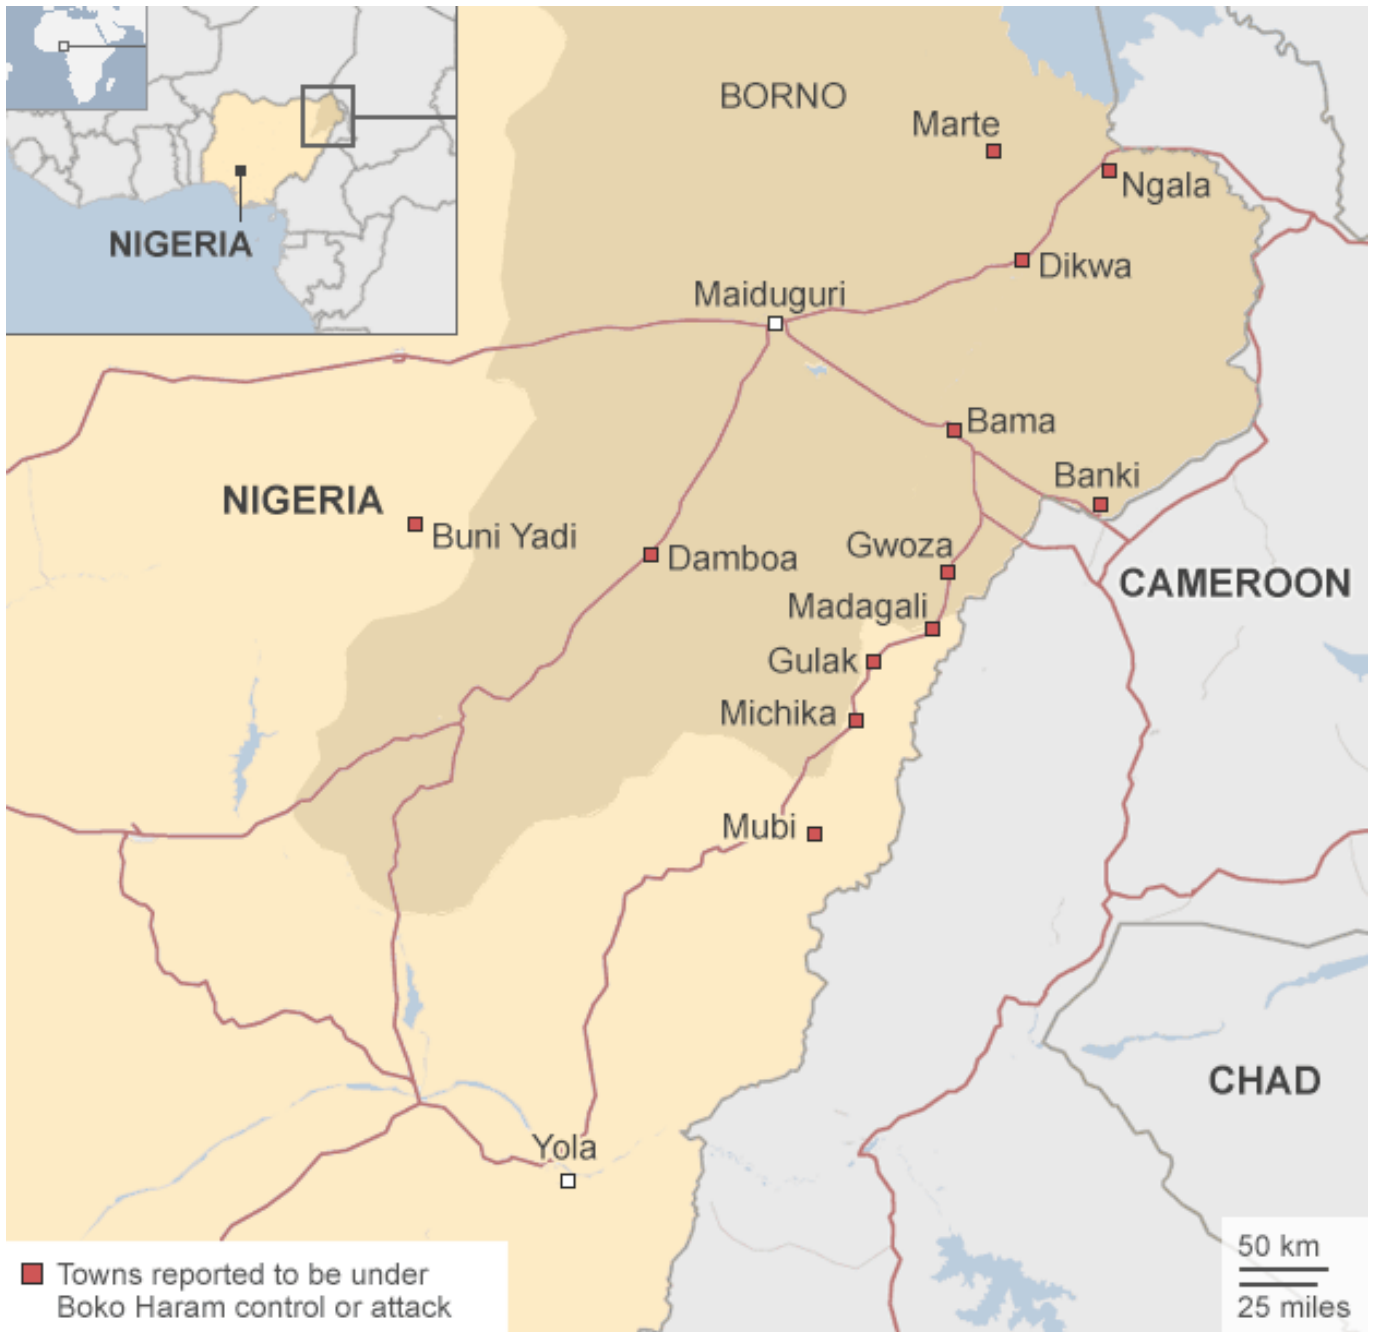 BORNO
Marte
Ngala
NIGERIA
Dikwa
Maiduguri
Bama
Banki
NIGERIA
Buni Yadi
Damboa
Gwoza
CAMEROON
Madagali
Gulak
Michika
Mubi
CHAD
Yola
50 km
25 miles
Towns reported to be under
Boko Haram control or attack